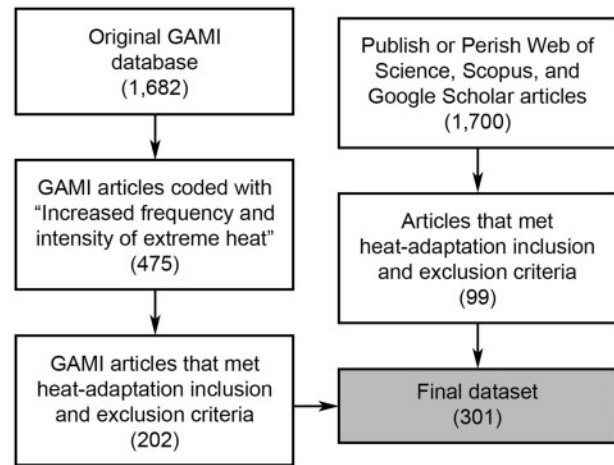 Original GAMI
database
(1,682)
GAMI articles coded with
“Increased frequency and
intensity of extreme heat”
(475)
GAMI articles that met
heat-adaptation inclusion
and exclusion criteria
(202)
Publish or Perish Web of
Science, Scopus, and
Google Scholar articles
(1,700)
Articles that met
heat-adaptation inclusion
and exclusion criteria
(99)
Final dataset
(301)